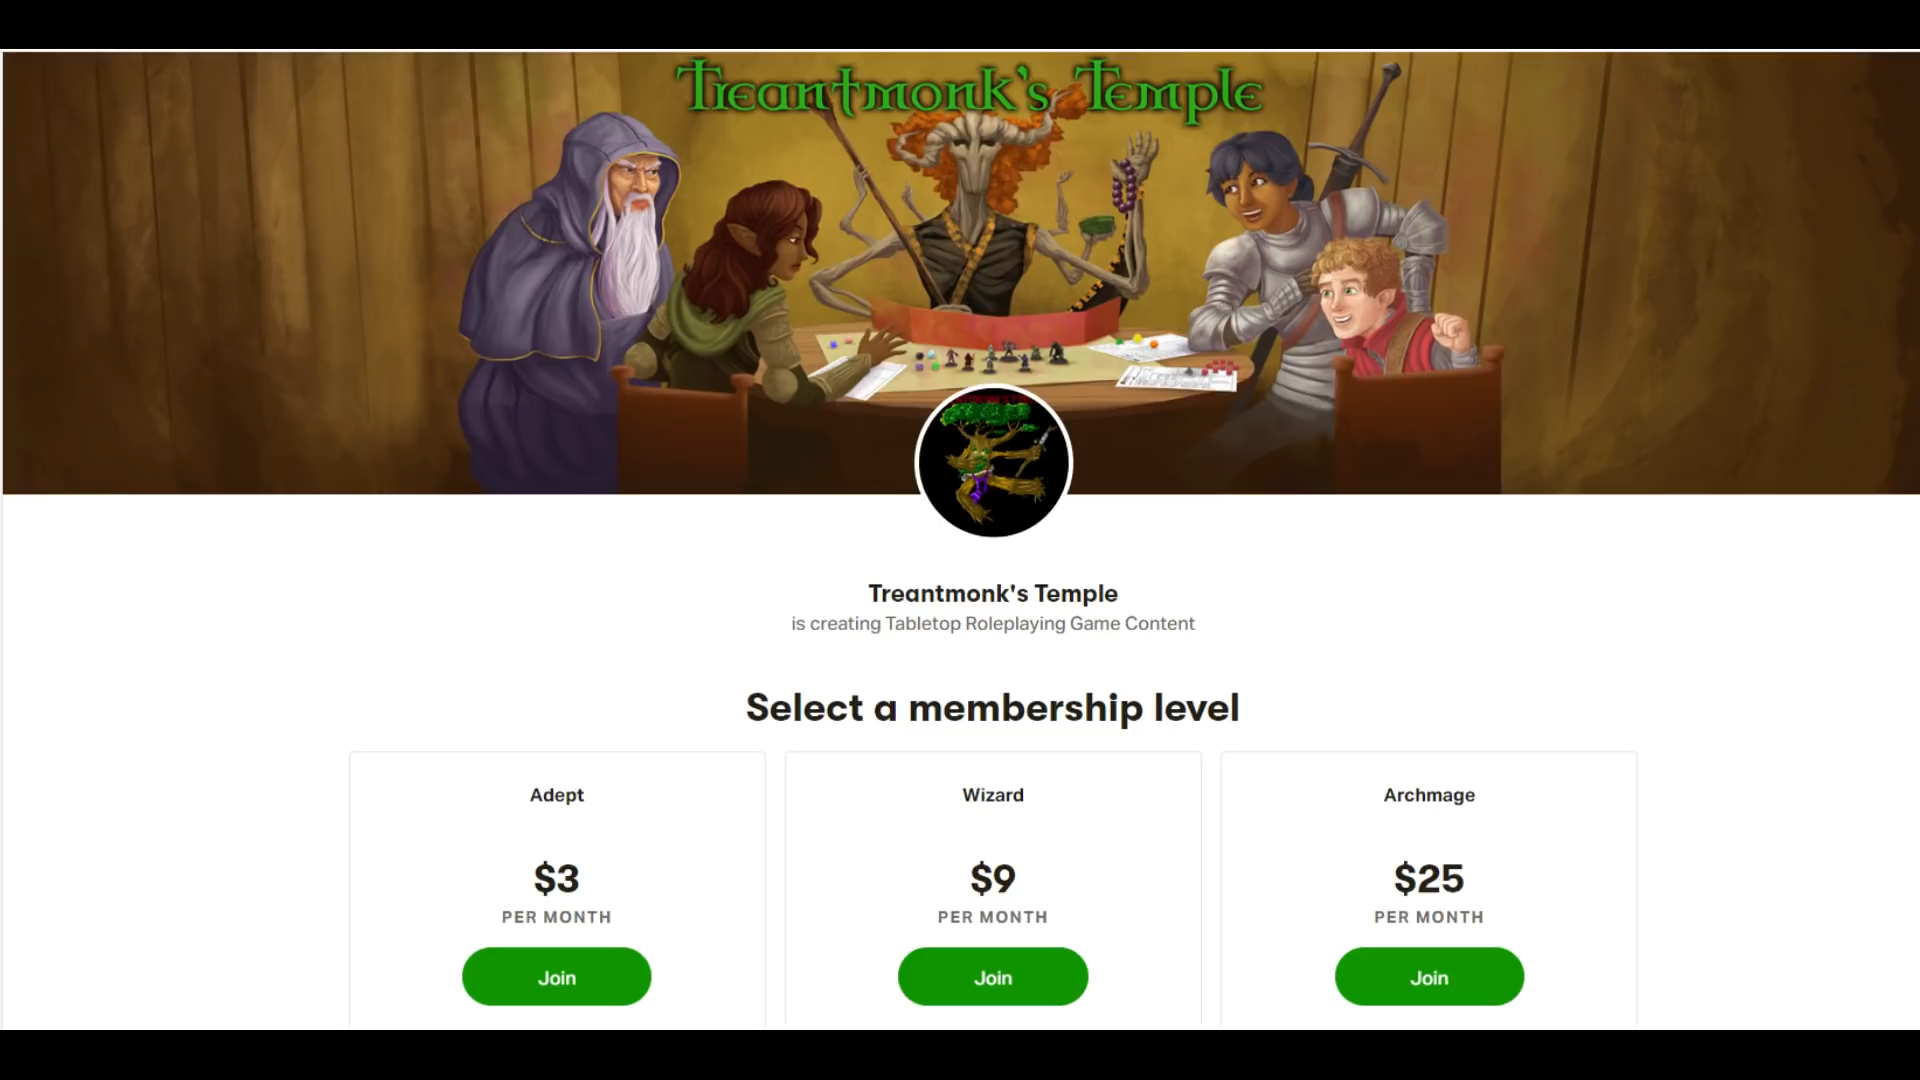 Treantmonk's Temple
Treantmonk's Temple
is creating Tabletop Roleplaying Game Content
Select a membership level
Adept
$3
PER MONTH
Join
Wizard
$9
PER MONTH
Join
Archmage
$25
PER MONTH
Join